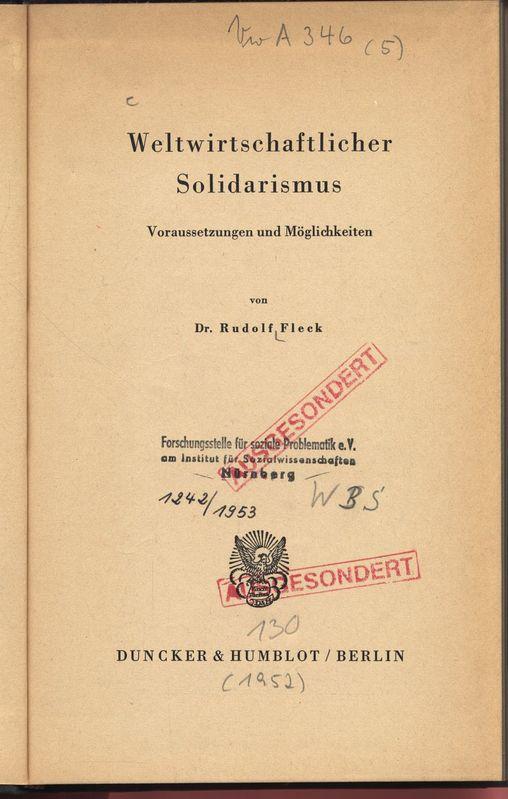 A 346 (5)
Weltwirtschaftlicher
Solidarismus
Voraussetzungen und Möglichkeiten
von
Dr. Rudolf Fleck
AUSGESONDERT
Forschungsstelle für soziale Problematik e.V.
am Institut für Sozialwissenschaften
Nürnberg
1242/1953
WBS
AUSGESONDERT
130
DUNCKER & HUMBLOT / BERLIN
(1952)